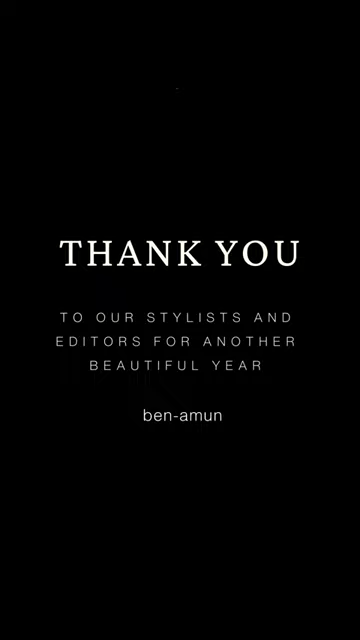 THANK YOU
TO OUR STYLISTS AND
EDITORS FOR ANOTHER
BEAUTIFUL YEAR
ben-amun